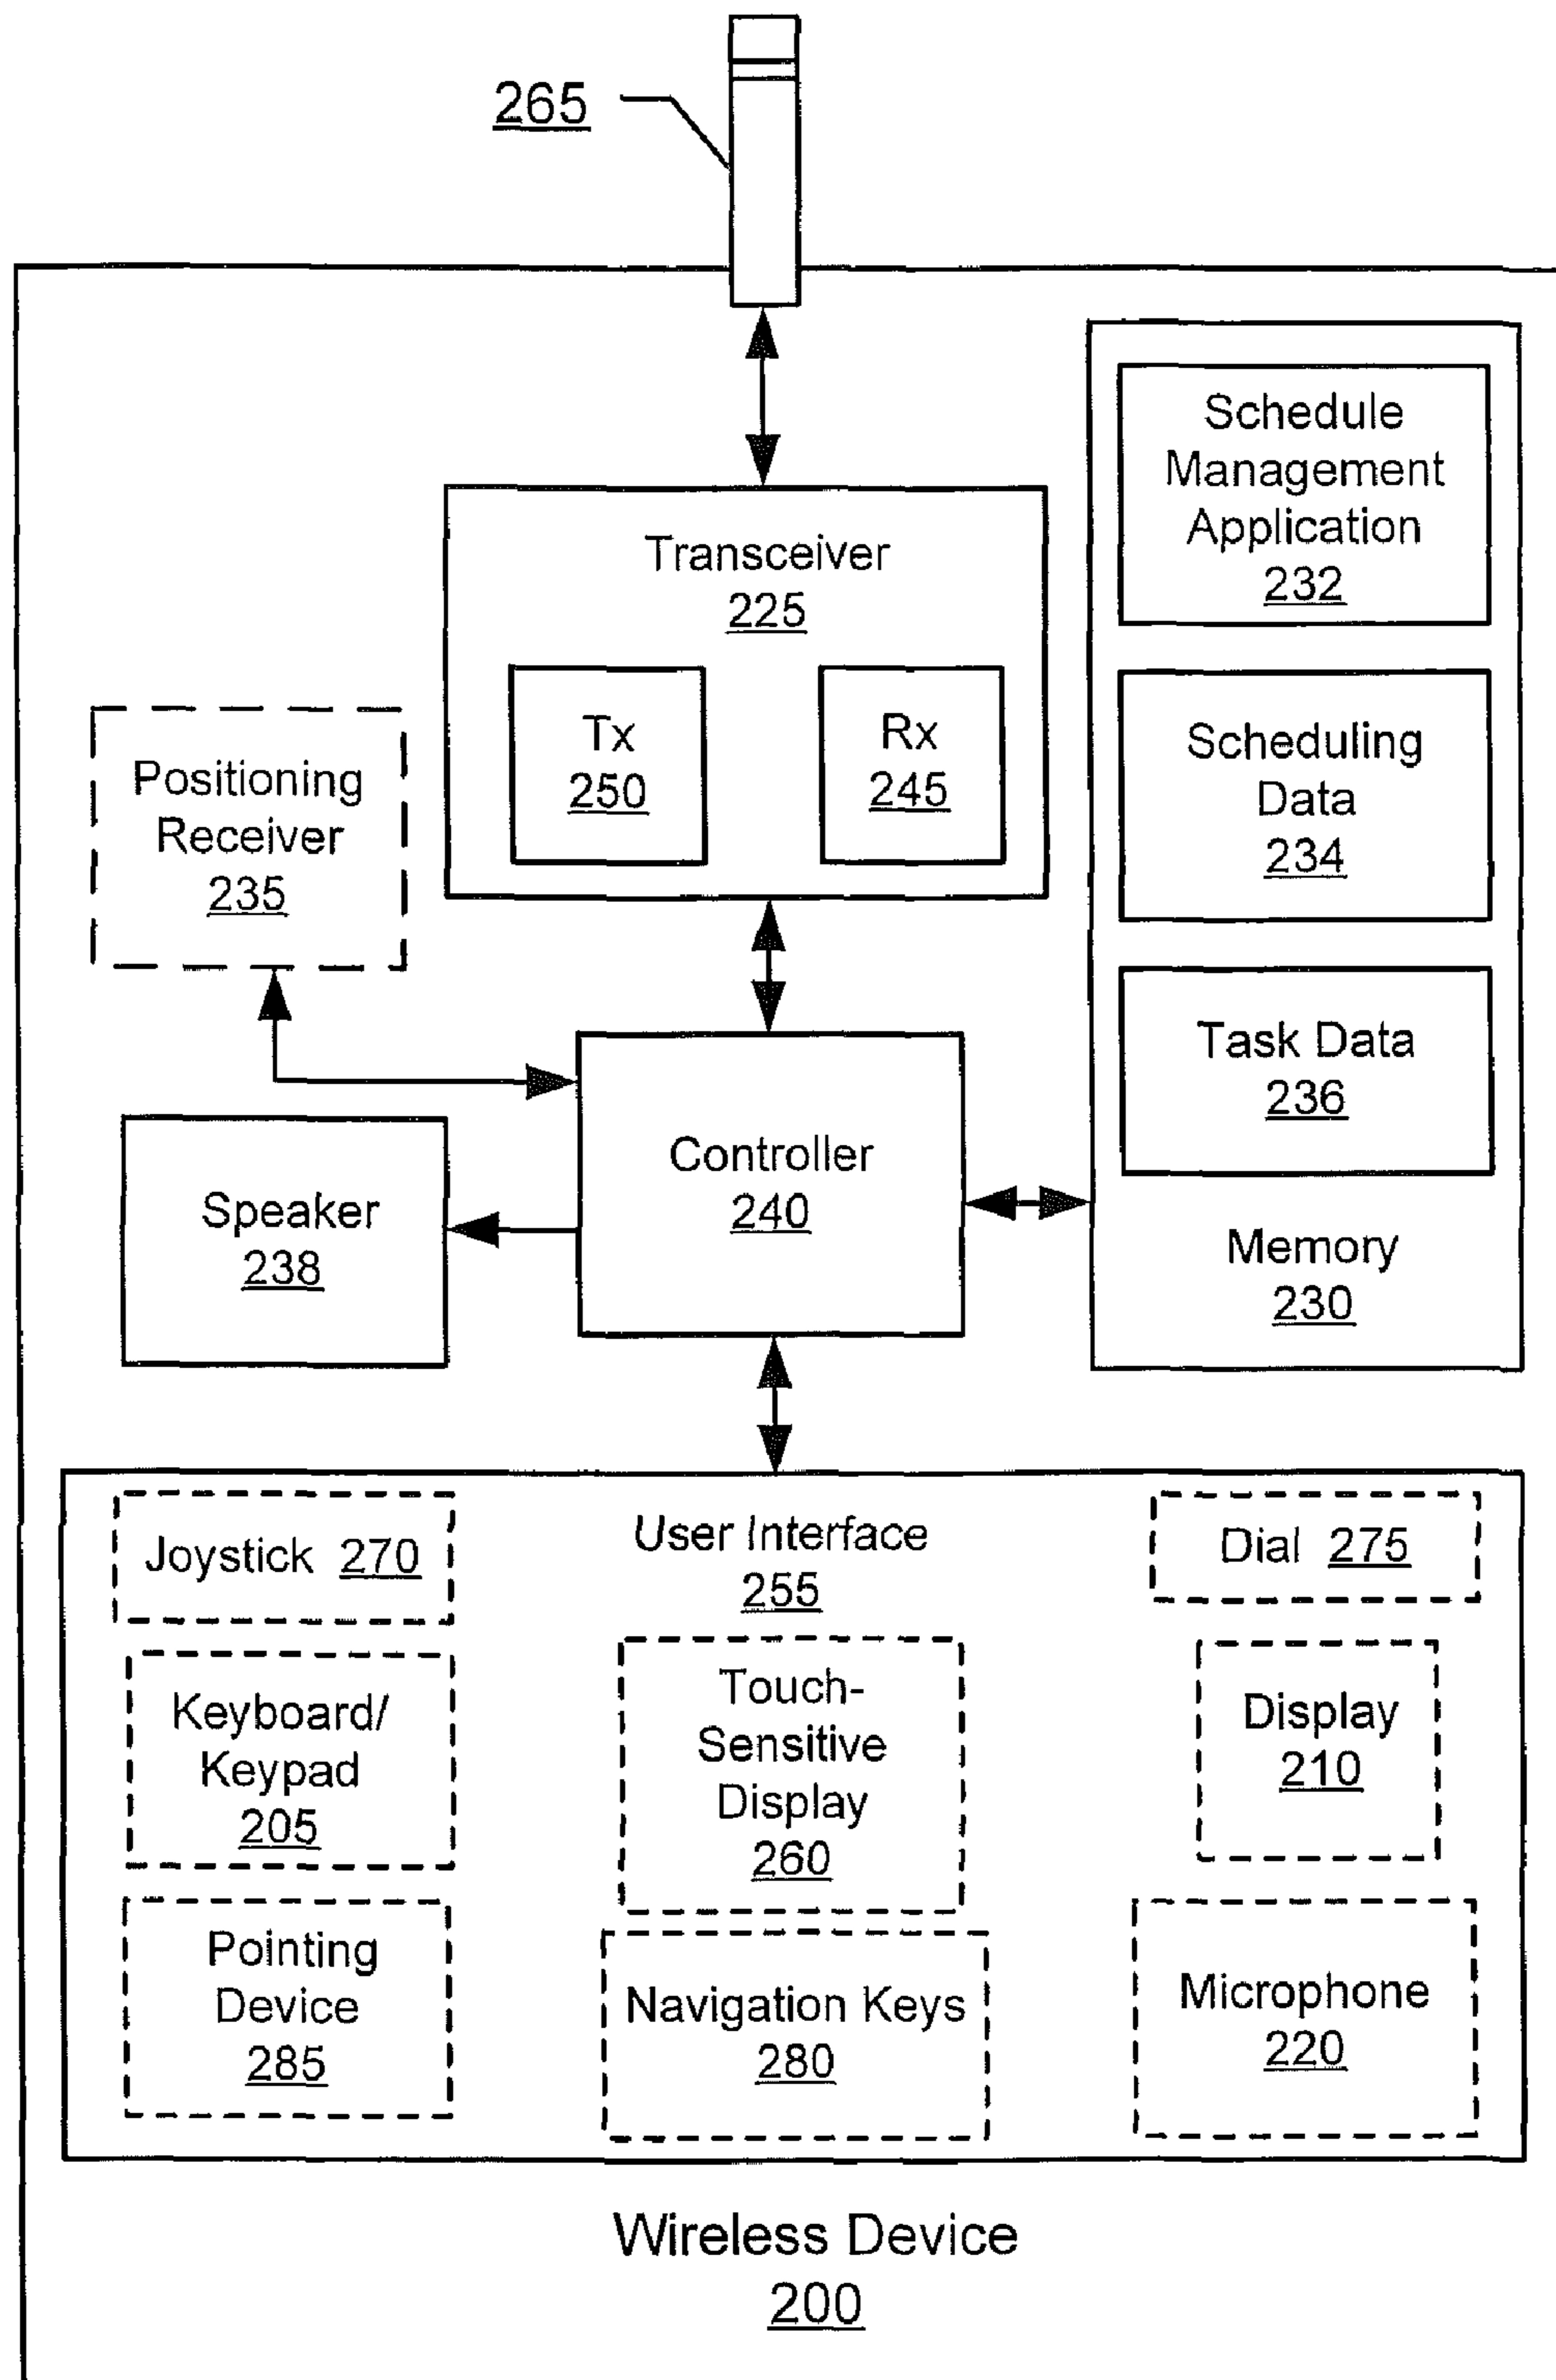 265
Transceiver
225
Tx
250
Rx
245
Schedule
Management
Application
232
Scheduling
Data
234
Task Data
236
Memory
230
Positioning
Receiver
235
Controller
240
Speaker
238
User Interface
255
Joystick 270
Dial 275
Keyboard/
Keypad
205
Touch-
Sensitive
Display
260
Display
210
Pointing
Device
285
Navigation Keys
280
Microphone
220
Wireless Device
200